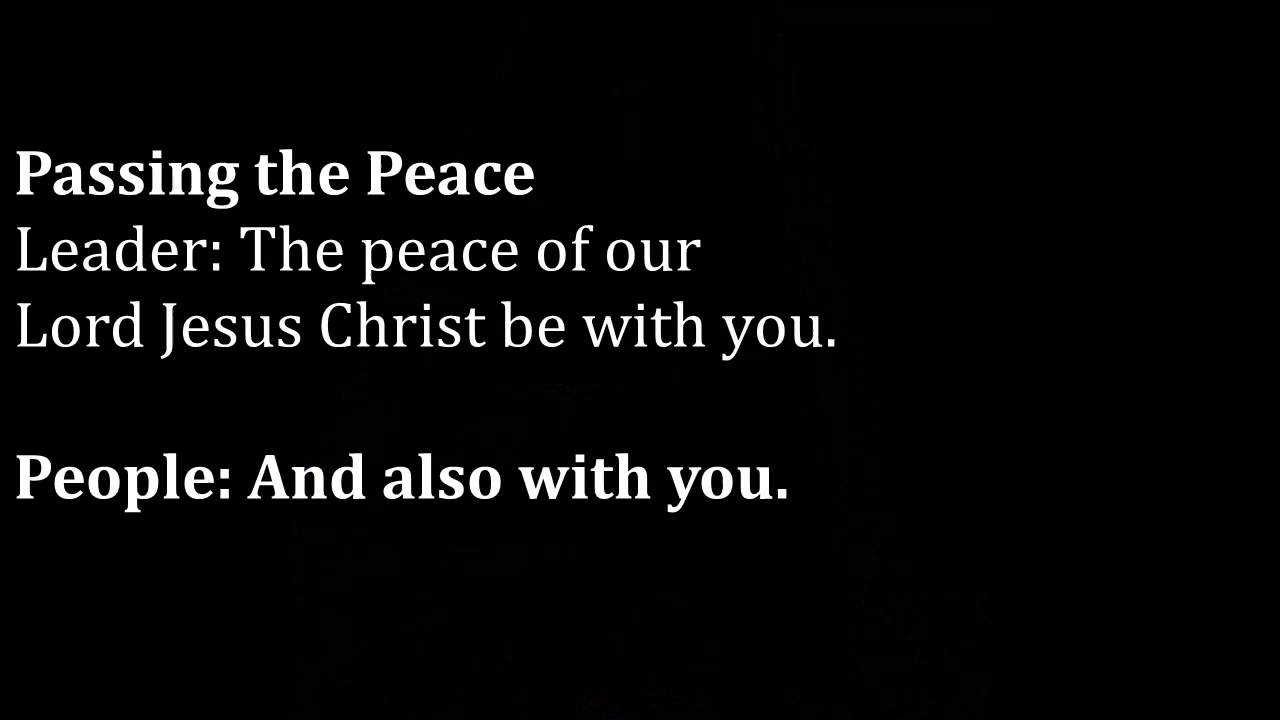 Passing the Peace
Leader: The peace of our
Lord Jesus Christ be with you.
People: And also with you.